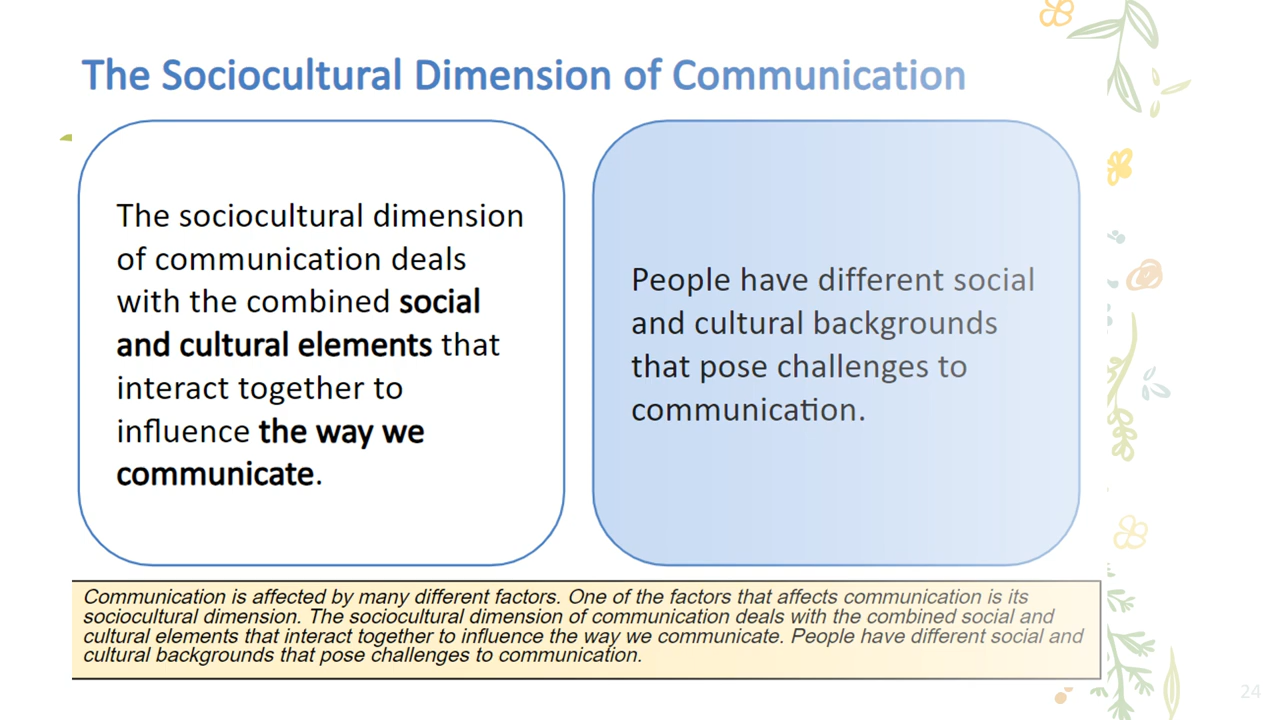 The Sociocultural Dimension of Communication
The sociocultural dimension
of communication deals
with the combined social
and cultural elements that
interact together to
influence the way we
communicate.
People have different social
and cultural backgrounds
that pose challenges to
communication.
Communication is affected by many different factors. One of the factors that affects communication is its
sociocultural dimension. The sociocultural dimension of communication deals with the combined social and
cultural elements that interact together to influence the way we communicate. People have different social and
cultural backgrounds that pose challenges to communication.
24